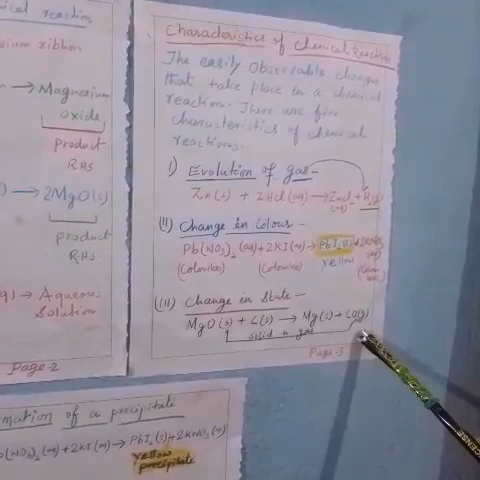 ical reaction
sium ribbon
→ Magnesium
Oxide
product
RHS
→ 2MgO(s)
product
RHS
→ Aqueous
Solution
Page-2
Characteristics of Chemical Reactions
The easily Observable changes
that take place in a chemical
reaction. There are five
characteristics of chemical
reactions.
I) Evolution of gas-
Zn(s) + 2HCl(aq) → ZnCl2 + H2(g)
(aq)
(II) Change in Colour-
Pb(NO3)2(aq) + 2KI(aq) → PbI2(s) + 2KNO3
(aq)
(Colourless) (Colourless) yellow
(III) Change in State-
MgO(s) + C(s) → Mg(s) + CO(g)
solid to gas
Page-3
mation of a precipitate
b(NO3)2(aq) + 2KI(aq) → PbI2(s) + 2KNO3(aq)
yellow
precipitate